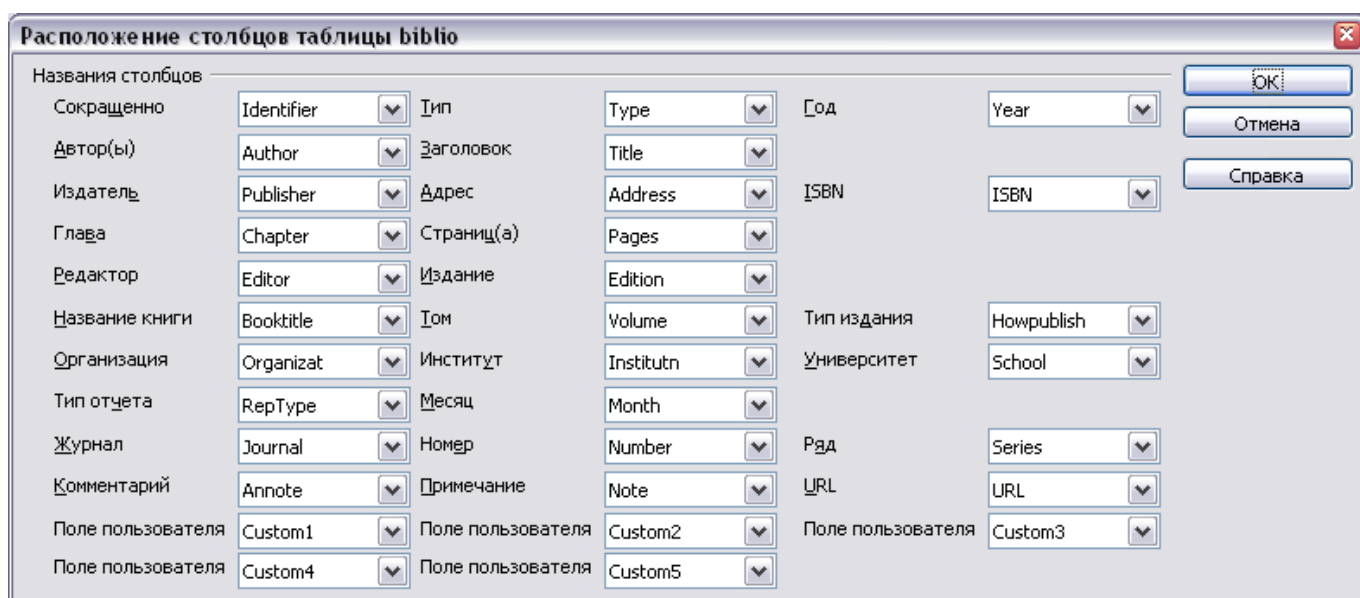 Расположение столбцов таблицы biblio
Названия столбцов
ОК
Сокращенно Identifier Тип Type Год Year
Отмена
Автор(ы) Author Заголовок Title
Справка
Издатель Publisher Адрес Address ISBN ISBN
Глава Chapter Страниц(а) Pages
Редактор Editor Издание Edition
Название книги Booktitle Том Volume Тип издания Howpublish
Организация Organizat Институт Institutn Университет School
Тип отчета RepType Месяц Month
Журнал Journal Номер Number Ряд Series
Комментарий Annote Примечание Note URL URL
Поле пользователя Custom1 Поле пользователя Custom2 Поле пользователя Custom3
Поле пользователя Custom4 Поле пользователя Custom5